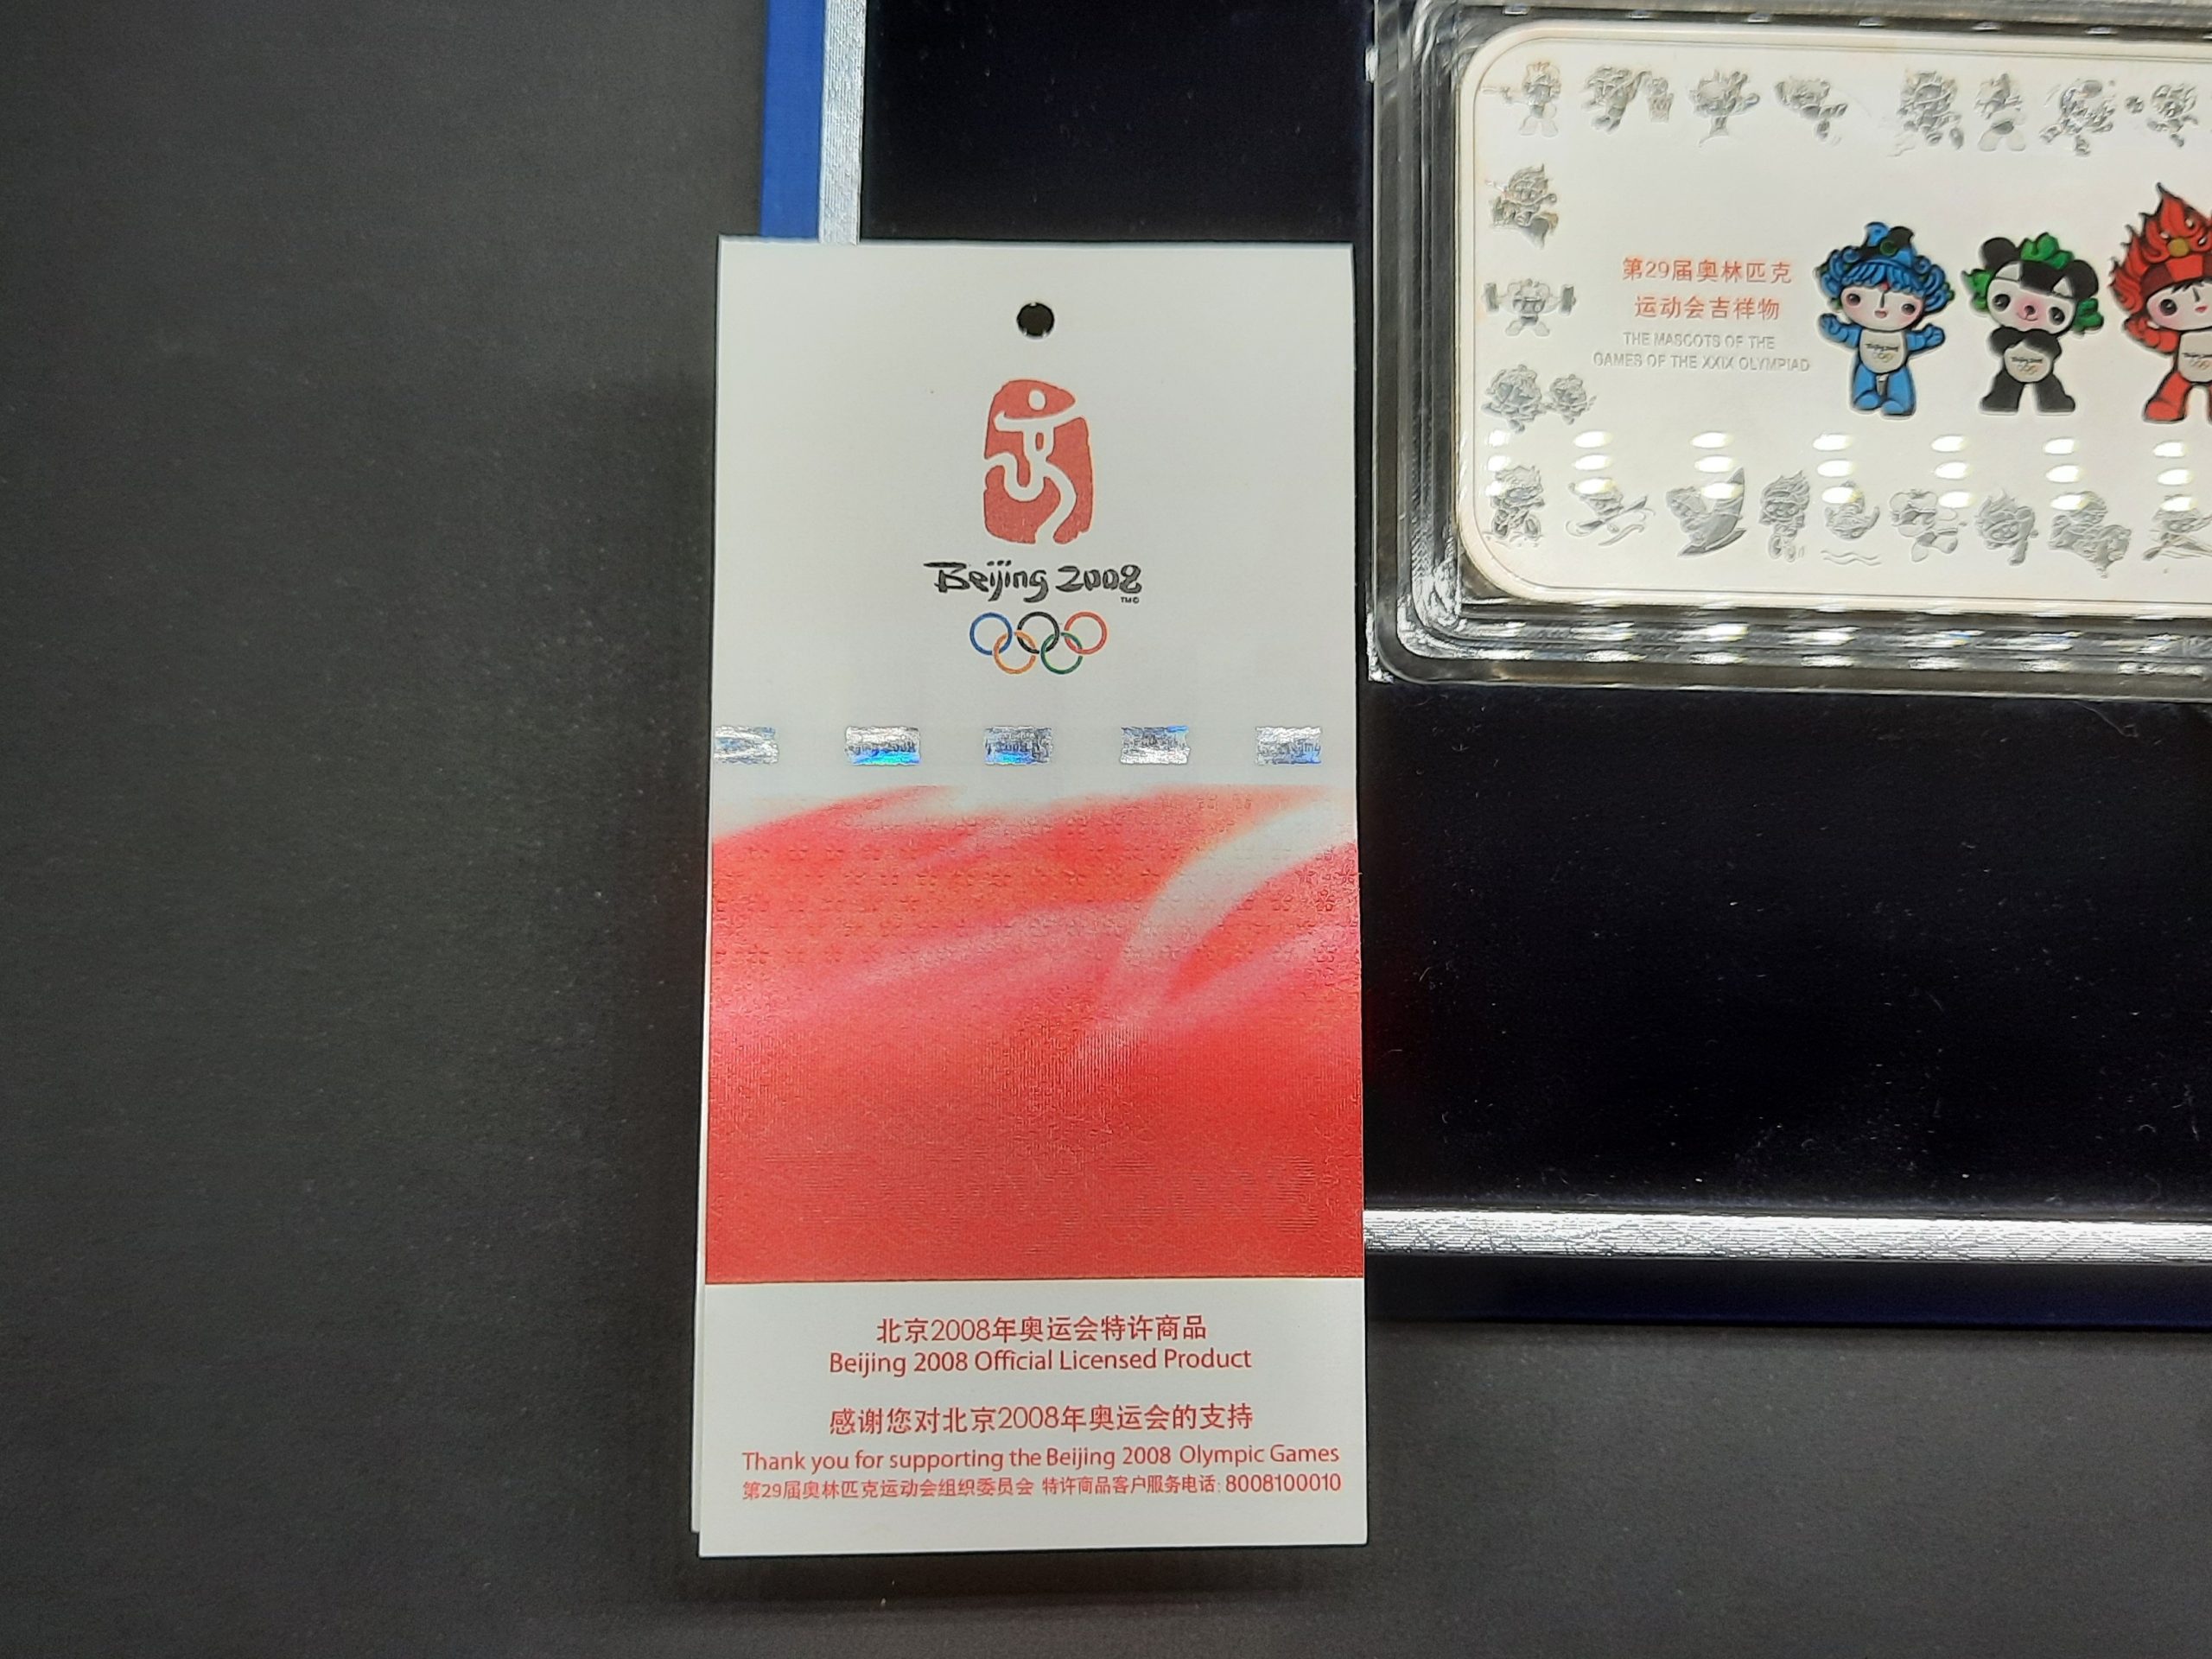 Beijing 2008
TM©
北京2008年奥运会特许商品
Beijing 2008 Official Licensed Product
感谢您对北京2008年奥运会的支持
Thank you for supporting the Beijing 2008 Olympic Games
第29届奥林匹克运动会组织委员会 特许商品客户服务电话: 8008100010
第29届奥林匹克
运动会吉祥物
THE MASCOTS OF THE
GAMES OF THE XXIX OLYMPIAD